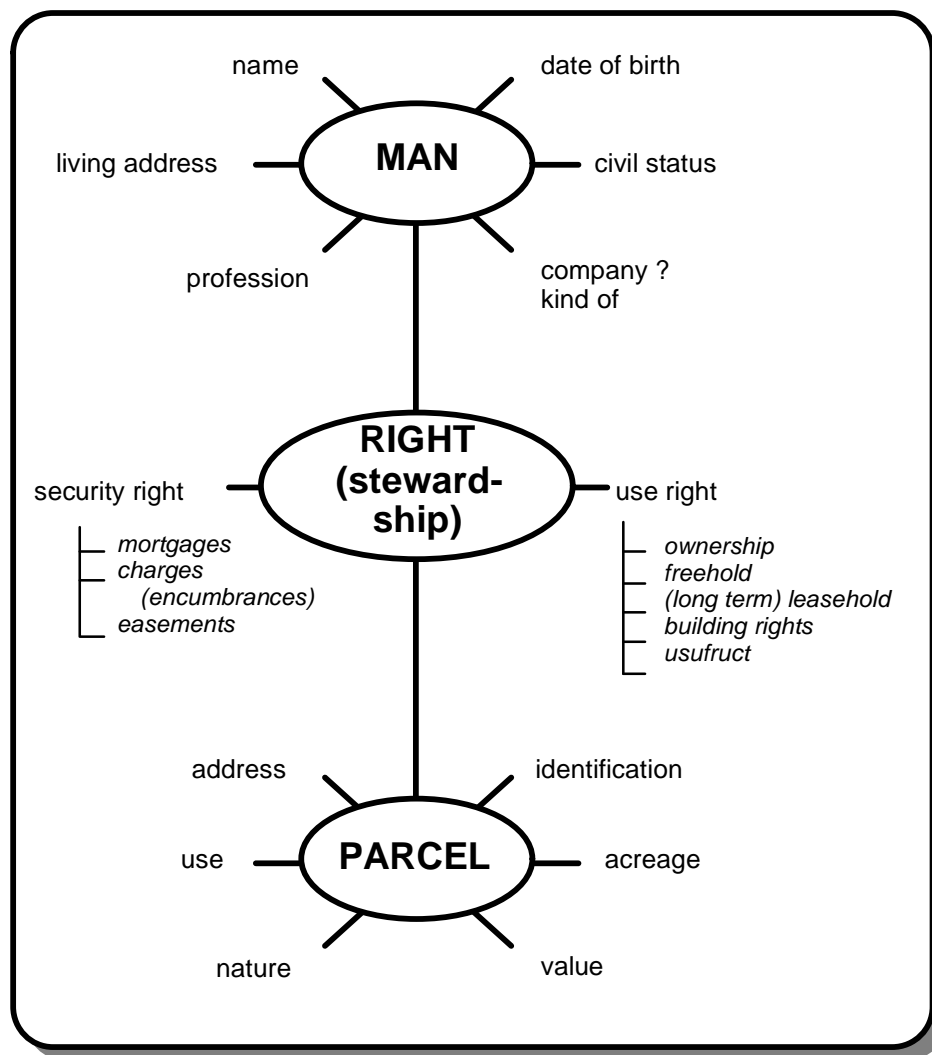 name
date of birth
MAN
living address
civil status
profession
company ?
kind of
RIGHT
(steward-
ship)
security right
use right
mortgages
charges
(encumbrances)
easements
ownership
freehold
(long term) leasehold
building rights
usufruct
address
identification
PARCEL
use
acreage
nature
value